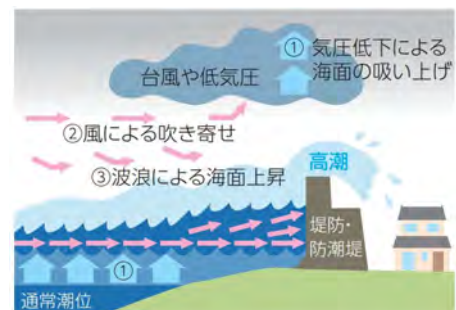 ① 気圧低下による
海面の吸い上げ
台風や低気圧
②風による吹き寄せ
③波浪による海面上昇
高潮
堤防・
防潮堤
①
通常潮位